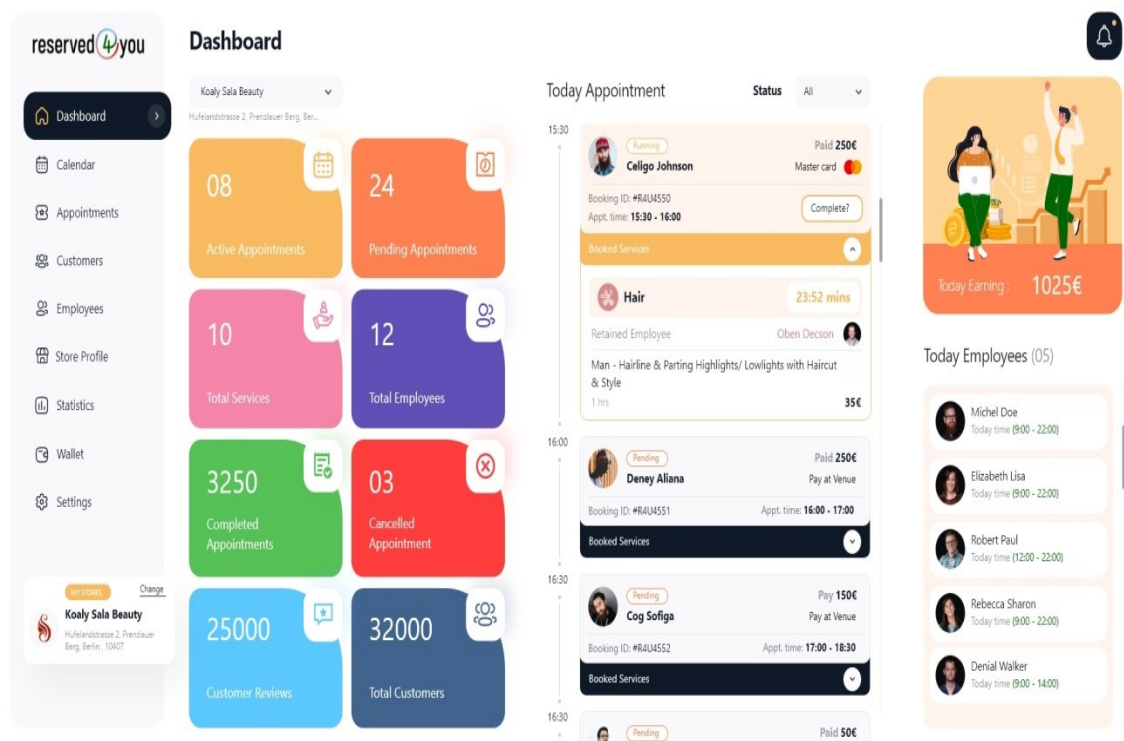 reserved4you
Dashboard
Calendar
Appointments
Customers
Employees
Store Profile
Statistics
Wallet
Settings
MY STORES
Change
Koaly Sala Beauty
Hufelandstrasse 2, Prenzlauer
Berg, Berlin , 10407
Dashboard
Koaly Sala Beauty
Hufelandstrasse 2, Prenzlauer Berg, Ber...
08
Active Appointments
24
Pending Appointments
10
Total Services
12
Total Employees
3250
Completed
Appointments
03
Cancelled
Appointment
25000
Customer Reviews
32000
Total Customers
Today Appointment
Status All
15:30
Running
Paid 250€
Celigo Johnson
Master card
Booking ID: #R4U4550
Appt. time: 15:30 - 16:00
Complete?
Booked Services
Hair
23:52 mins
Retained Employee
Oben Decson
Man - Hairline & Parting Highlights/ Lowlights with Haircut
& Style
1 hrs
35€
16:00
Pending
Paid 250€
Deney Aliana
Pay at Venue
Booking ID: #R4U4551
Appt. time: 16:00 - 17:00
Booked Services
16:30
Pending
Pay 150€
Cog Sofiga
Pay at Venue
Booking ID: #R4U4552
Appt. time: 17:00 - 18:30
Booked Services
16:30
Pending
Paid 50€
Today Earning : 1025€
Today Employees (05)
Michel Doe
Today time (9:00 - 22:00)
Elizabeth Lisa
Today time (9:00 - 22:00)
Robert Paul
Today time (12:00 - 22:00)
Rebecca Sharon
Today time (9:00 - 22:00)
Denial Walker
Today time (9:00 - 14:00)